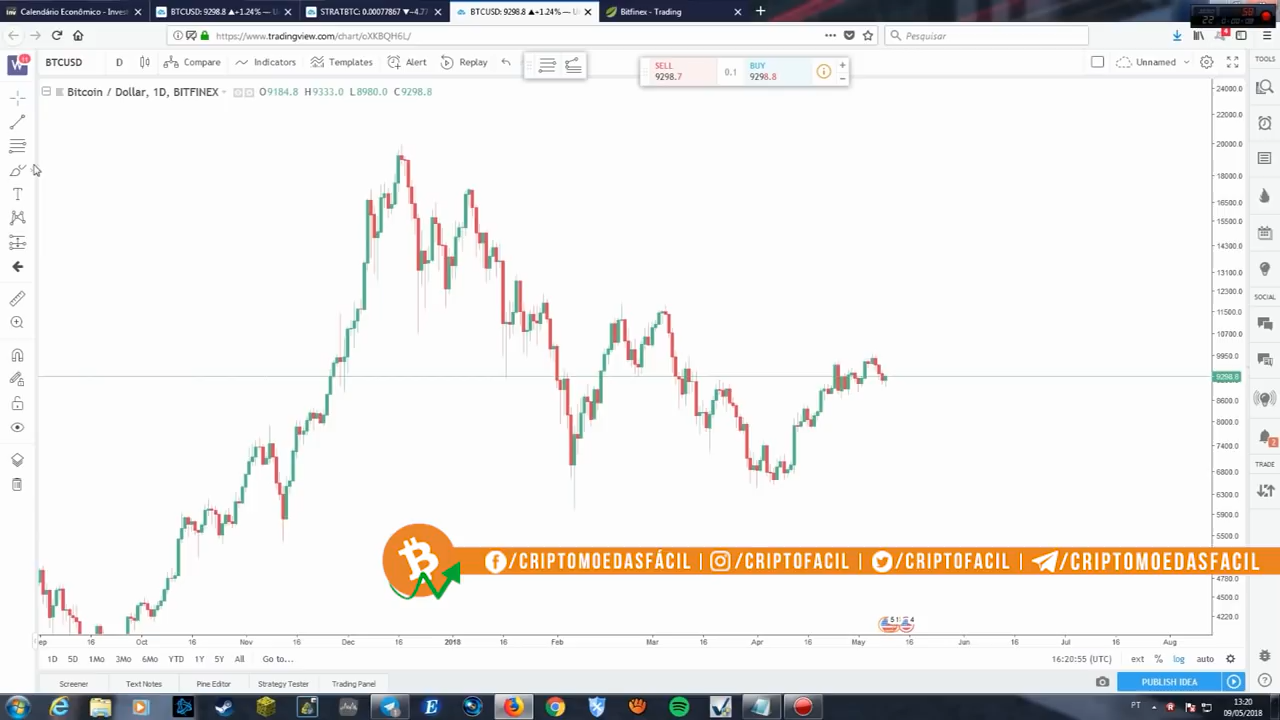 Calendário Econômico - Inves
BTCUSD: 9298.8 ▲+1.24% — U
STRATBTC: 0.00078667 ▼−4.7
BTCUSD: 9298.8 ▲+1.24% — U
Bitfinex - Trading
https://www.tradingview.com/chart/oXKBQH6L/
Pesquisar
BTCUSD
D
Compare
Indicators
Templates
Alert
Replay
SELL
9298.7
0.1
BUY
9298.8
Unnamed
TOOLS
Bitcoin / Dollar, 1D, BITFINEX
O9184.8 H9333.0 L8980.0 C9298.8
24000.0
22000.0
20000.0
18000.0
16500.0
15500.0
14300.0
13100.0
12300.0
11500.0
10700.0
9950.0
9298.8
8600.0
8000.0
7400.0
6800.0
6300.0
5900.0
5500.0
4780.0
4500.0
4220.0
SOCIAL
TRADE
/CRIPTOMOEDASFÁCIL | /CRIPTOFACIL | /CRIPTOFACIL | /CRIPTOMOEDASFACIL
16
Oct
16
Nov
16
Dec
16
2018
16
Feb
Mar
16
Apr
16
May
16
Jun
Jul
Aug
1D 5D 1Mo 3Mo 6Mo YTD 1Y 5Y All Go to...
16:20:55 (UTC)
ext % log auto
Screener
Text Notes
Pine Editor
Strategy Tester
Trading Panel
PUBLISH IDEA
PT
13:20
09/05/2018